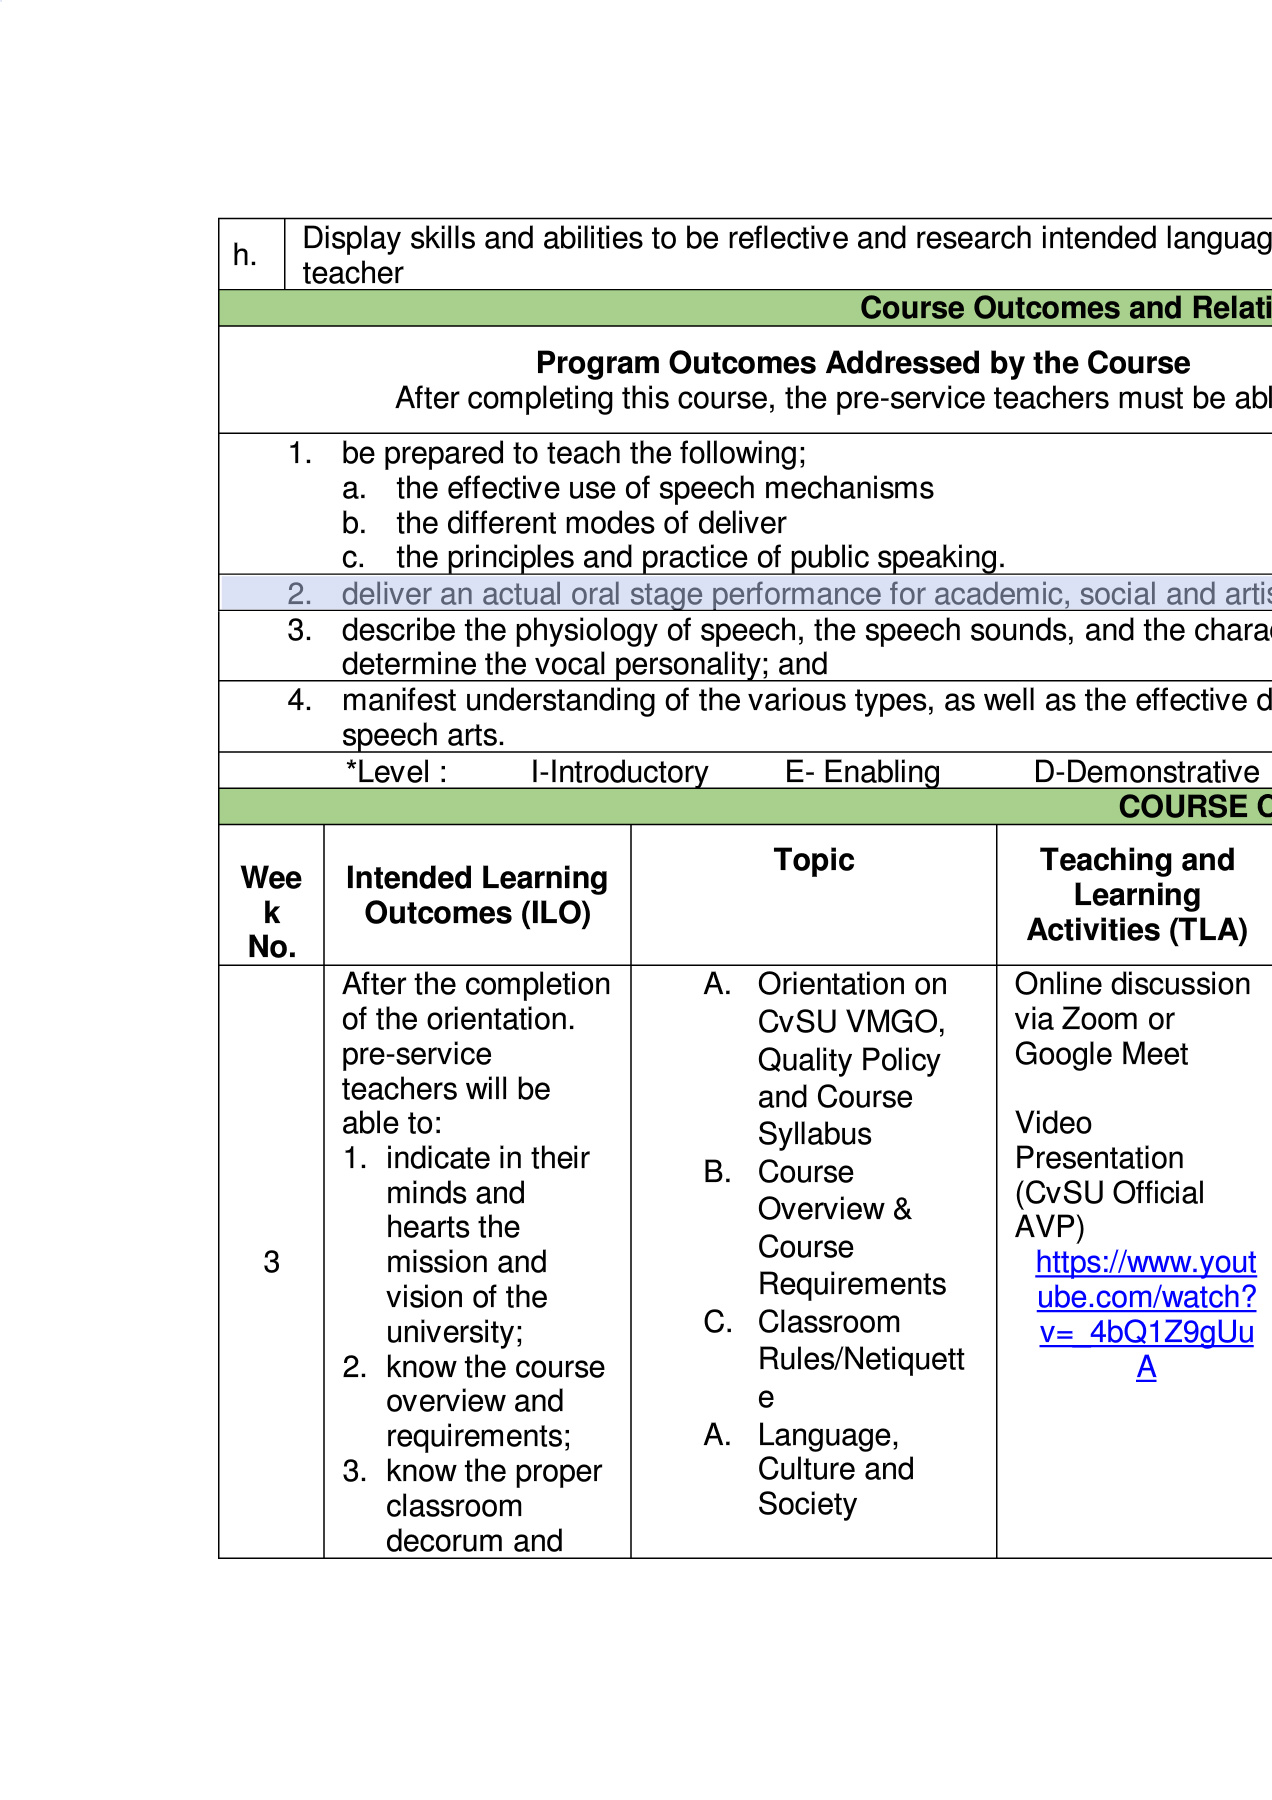 h.
Display skills and abilities to be reflective and research intended languag
teacher
Course Outcomes and Relati
Program Outcomes Addressed by the Course
After completing this course, the pre-service teachers must be abl
1. be prepared to teach the following;
a. the effective use of speech mechanisms
b. the different modes of deliver
c. the principles and practice of public speaking.
2. deliver an actual oral stage performance for academic, social and artis
3. describe the physiology of speech, the speech sounds, and the charac
determine the vocal personality; and
4. manifest understanding of the various types, as well as the effective d
speech arts.
*Level : I-Introductory E- Enabling D-Demonstrative
COURSE C
Wee
k
No.
Intended Learning
Outcomes (ILO)
Topic
Teaching and
Learning
Activities (TLA)
3
After the completion
of the orientation.
pre-service
teachers will be
able to:
1. indicate in their
minds and
hearts the
mission and
vision of the
university;
2. know the course
overview and
requirements;
3. know the proper
classroom
decorum and
A. Orientation on
CvSU VMGO,
Quality Policy
and Course
Syllabus
B. Course
Overview &
Course
Requirements
C. Classroom
Rules/Netiquett
e
A. Language,
Culture and
Society
Online discussion
via Zoom or
Google Meet
Video
Presentation
(CvSU Official
AVP)
https://www.yout
ube.com/watch?
v=_4bQ1Z9gUu
A